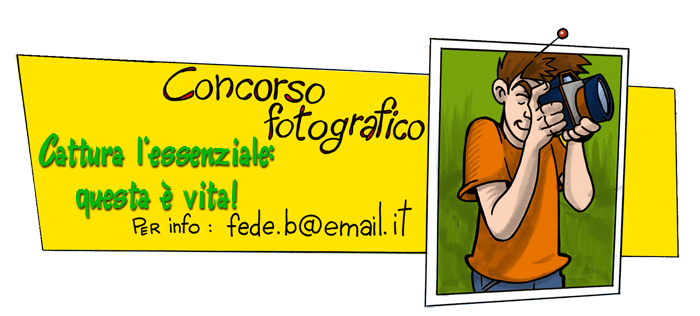 Concorso
fotografico
Cattura l'essenziale:
questa è vita!
Per info : fede.b@email.it